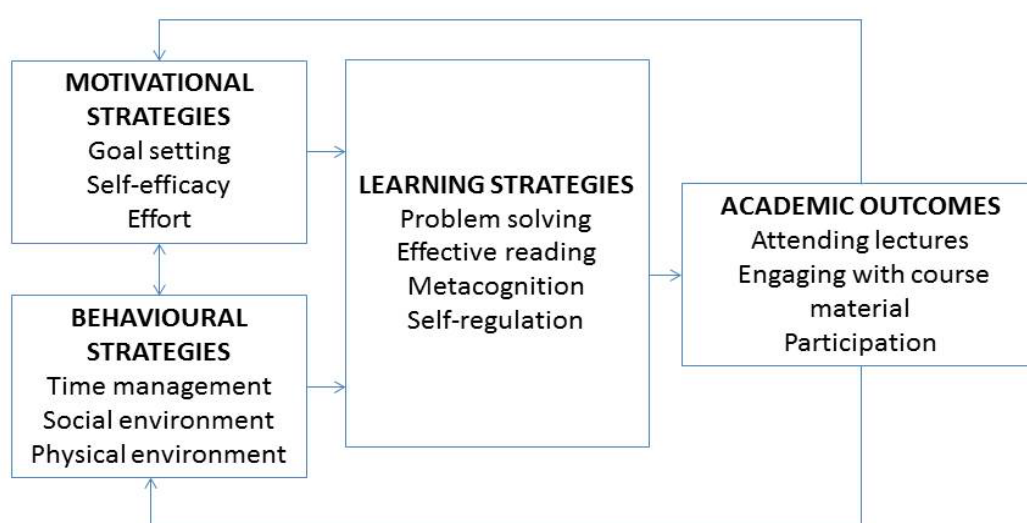 MOTIVATIONAL
STRATEGIES
Goal setting
Self-efficacy
Effort
BEHAVIOURAL
STRATEGIES
Time management
Social environment
Physical environment
LEARNING STRATEGIES
Problem solving
Effective reading
Metacognition
Self-regulation
ACADEMIC OUTCOMES
Attending lectures
Engaging with course
material
Participation